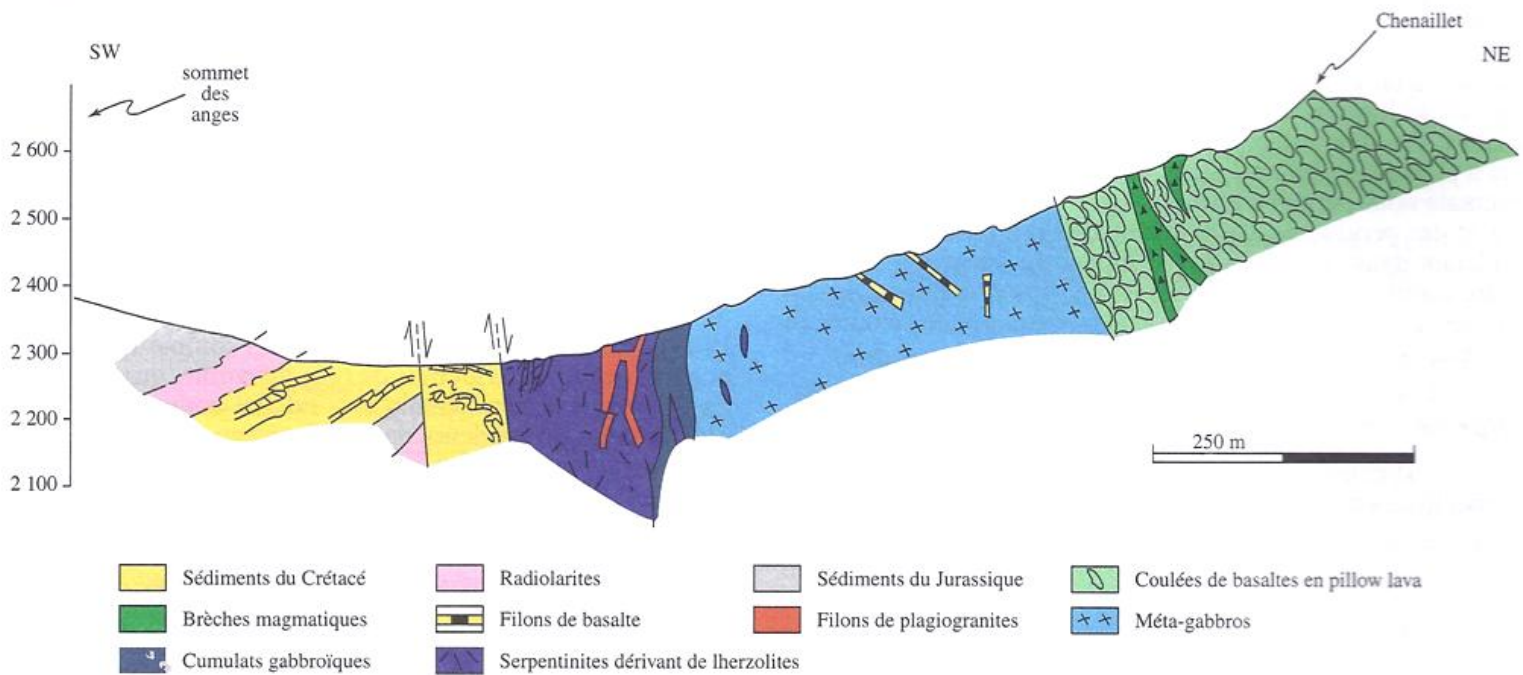 Chenaillet
SW
NE
sommet
des
anges
2 600
2 500
2 400
2 300
2 200
2 100
250 m
Sédiments du Crétacé
Radiolarites
Sédiments du Jurassique
Coulées de basaltes en pillow lava
Brèches magmatiques
Filons de basalte
Filons de plagiogranites
Méta-gabbros
Cumulats gabbroïques
Serpentinites dérivant de lherzolites